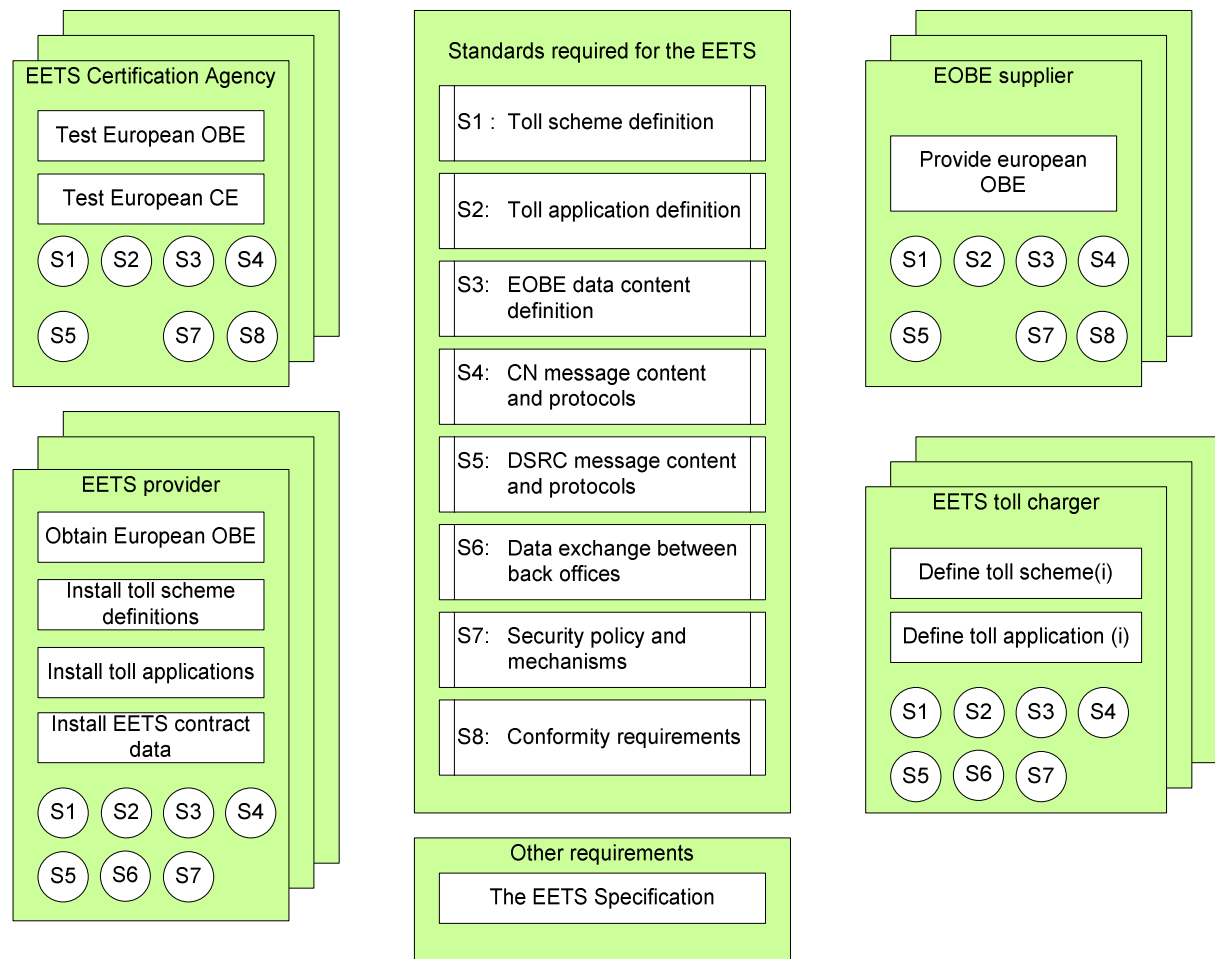 EETS Certification Agency
Test European OBE
Test European CE
S1 S2 S3 S4
S5 S7 S8
EETS provider
Obtain European OBE
Install toll scheme
definitions
Install toll applications
Install EETS contract
data
S1 S2 S3 S4
S5 S6 S7
Standards required for the EETS
S1 : Toll scheme definition
S2: Toll application definition
S3: EOBE data content
definition
S4: CN message content
and protocols
S5: DSRC message content
and protocols
S6: Data exchange between
back offices
S7: Security policy and
mechanisms
S8: Conformity requirements
Other requirements
The EETS Specification
EOBE supplier
Provide european
OBE
S1 S2 S3 S4
S5 S7 S8
EETS toll charger
Define toll scheme(i)
Define toll application (i)
S1 S2 S3 S4
S5 S6 S7